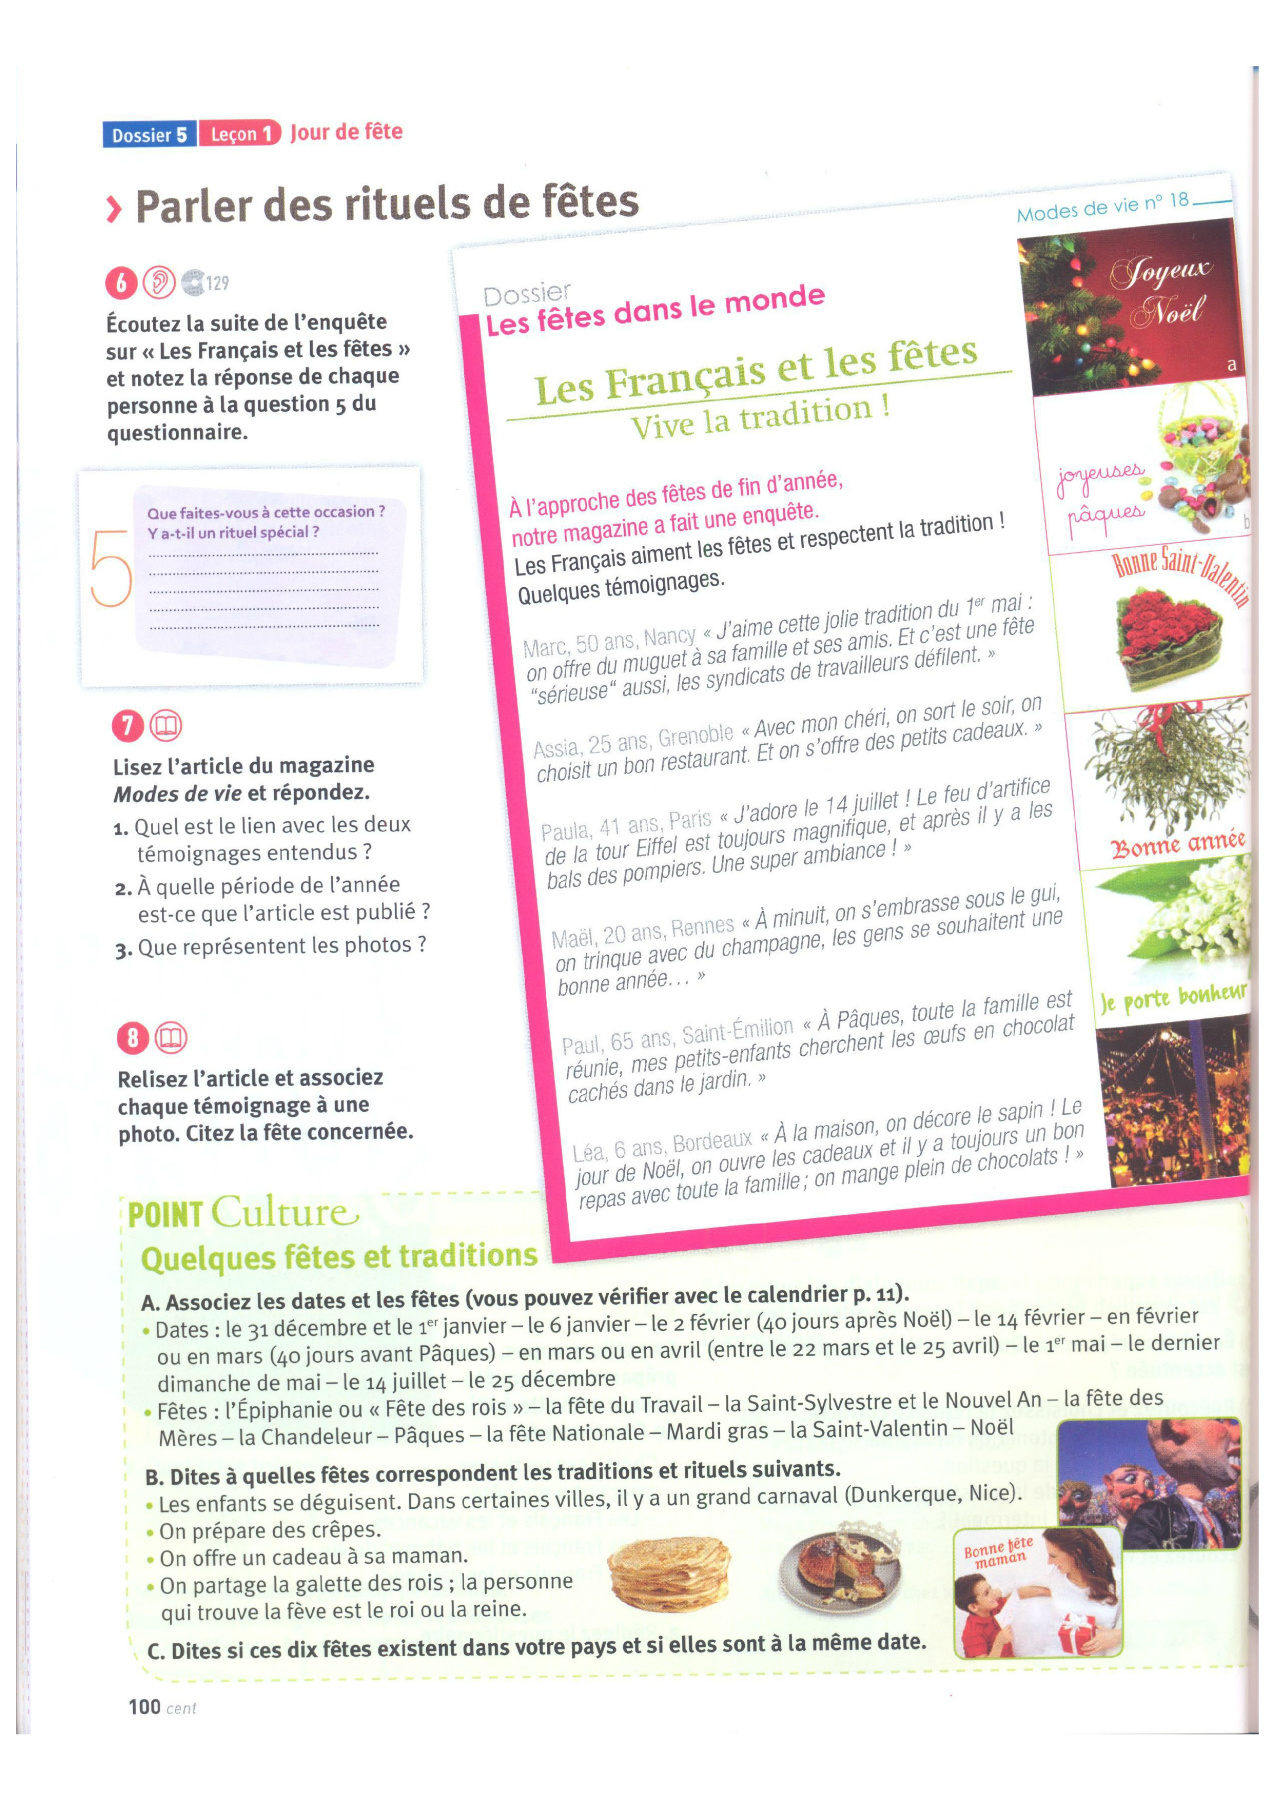 Dossier 5 Leçon 1 Jour de fête
› Parler des rituels de fêtes
6 129
Écoutez la suite de l'enquête
sur « Les Français et les fêtes »
et notez la réponse de chaque
personne à la question 5 du
questionnaire.
5
Que faites-vous à cette occasion ?
Y a-t-il un rituel spécial ?
7
Lisez l'article du magazine
Modes de vie et répondez.
1. Quel est le lien avec les deux
témoignages entendus ?
2. À quelle période de l'année
est-ce que l'article est publié ?
3. Que représentent les photos ?
8
Relisez l'article et associez
chaque témoignage à une
photo. Citez la fête concernée.
Modes de vie nº 18
Dossier
Les fêtes dans le monde
Les Français et les fêtes
Vive la tradition !
À l'approche des fêtes de fin d'année,
notre magazine a fait une enquête.
Les Français aiment les fêtes et respectent la tradition !
Quelques témoignages.
Marc, 50 ans, Nancy « J'aime cette jolie tradition du 1er mai :
on offre du muguet à sa famille et ses amis. Et c'est une fête
"sérieuse" aussi, les syndicats de travailleurs défilent. »
Assia, 25 ans, Grenoble « Avec mon chéri, on sort le soir, on
choisit un bon restaurant. Et on s'offre des petits cadeaux. »
Paula, 41 ans, Paris « J'adore le 14 juillet ! Le feu d'artifice
de la tour Eiffel est toujours magnifique, et après il y a les
bals des pompiers. Une super ambiance ! »
Maël, 20 ans, Rennes « À minuit, on s'embrasse sous le gui,
on trinque avec du champagne, les gens se souhaitent une
bonne année... »
Paul, 65 ans, Saint-Émilion « À Pâques, toute la famille est
réunie, mes petits-enfants cherchent les œufs en chocolat
cachés dans le jardin. »
Léa, 6 ans, Bordeaux « À la maison, on décore le sapin ! Le
jour de Noël, on ouvre les cadeaux et il y a toujours un bon
repas avec toute la famille ; on mange plein de chocolats ! »
Joyeux
Noël
a
joyeuses
pâques
b
Bonne Saint-Valentin
Bonne année
Je porte bonheur
POINT Culture
Quelques fêtes et traditions
A. Associez les dates et les fêtes (vous pouvez vérifier avec le calendrier p. 11).
• Dates : le 31 décembre et le 1er janvier – le 6 janvier – le 2 février (40 jours après Noël) – le 14 février – en février
ou en mars (40 jours avant Pâques) – en mars ou en avril (entre le 22 mars et le 25 avril) – le 1er mai – le dernier
dimanche de mai – le 14 juillet – le 25 décembre
• Fêtes : l'Épiphanie ou « Fête des rois » – la fête du Travail – la Saint-Sylvestre et le Nouvel An – la fête des
Mères – la Chandeleur – Pâques – la fête Nationale – Mardi gras – la Saint-Valentin – Noël
B. Dites à quelles fêtes correspondent les traditions et rituels suivants.
• Les enfants se déguisent. Dans certaines villes, il y a un grand carnaval (Dunkerque, Nice).
• On prépare des crêpes.
• On offre un cadeau à sa maman.
• On partage la galette des rois ; la personne
qui trouve la fève est le roi ou la reine.
Bonne fête
maman
C. Dites si ces dix fêtes existent dans votre pays et si elles sont à la même date.
100 cent